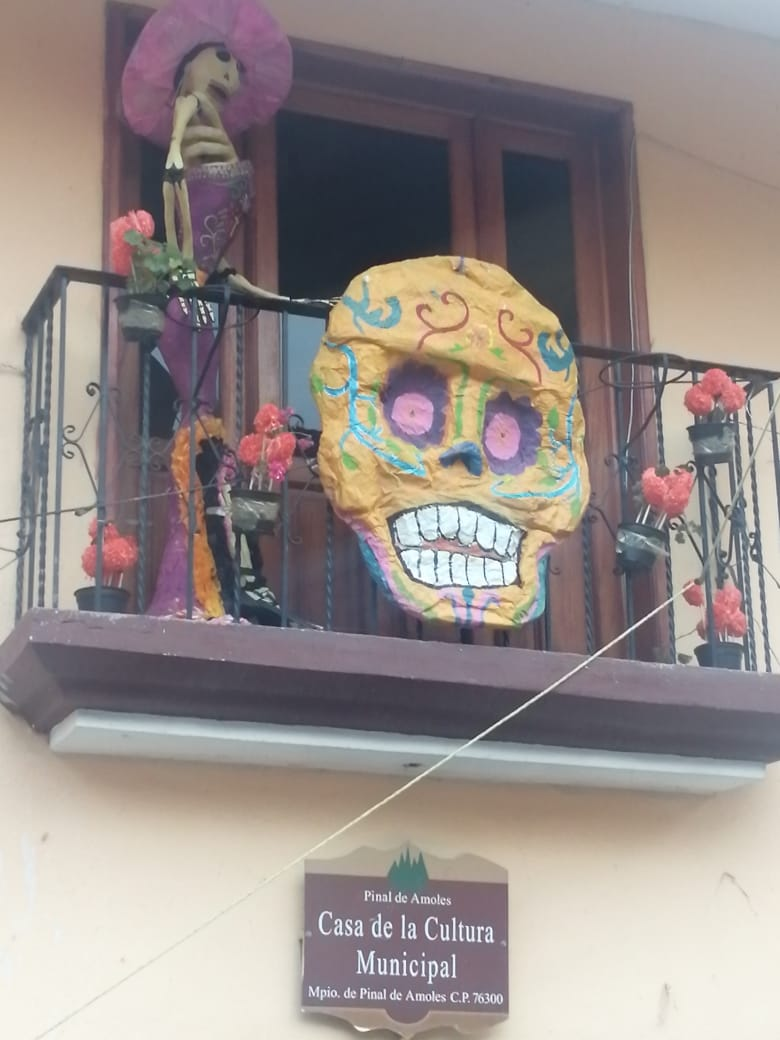 Pinal de Amoles
Casa de la Cultura
Municipal
Mpio. de Pinal de Amoles C.P. 76300